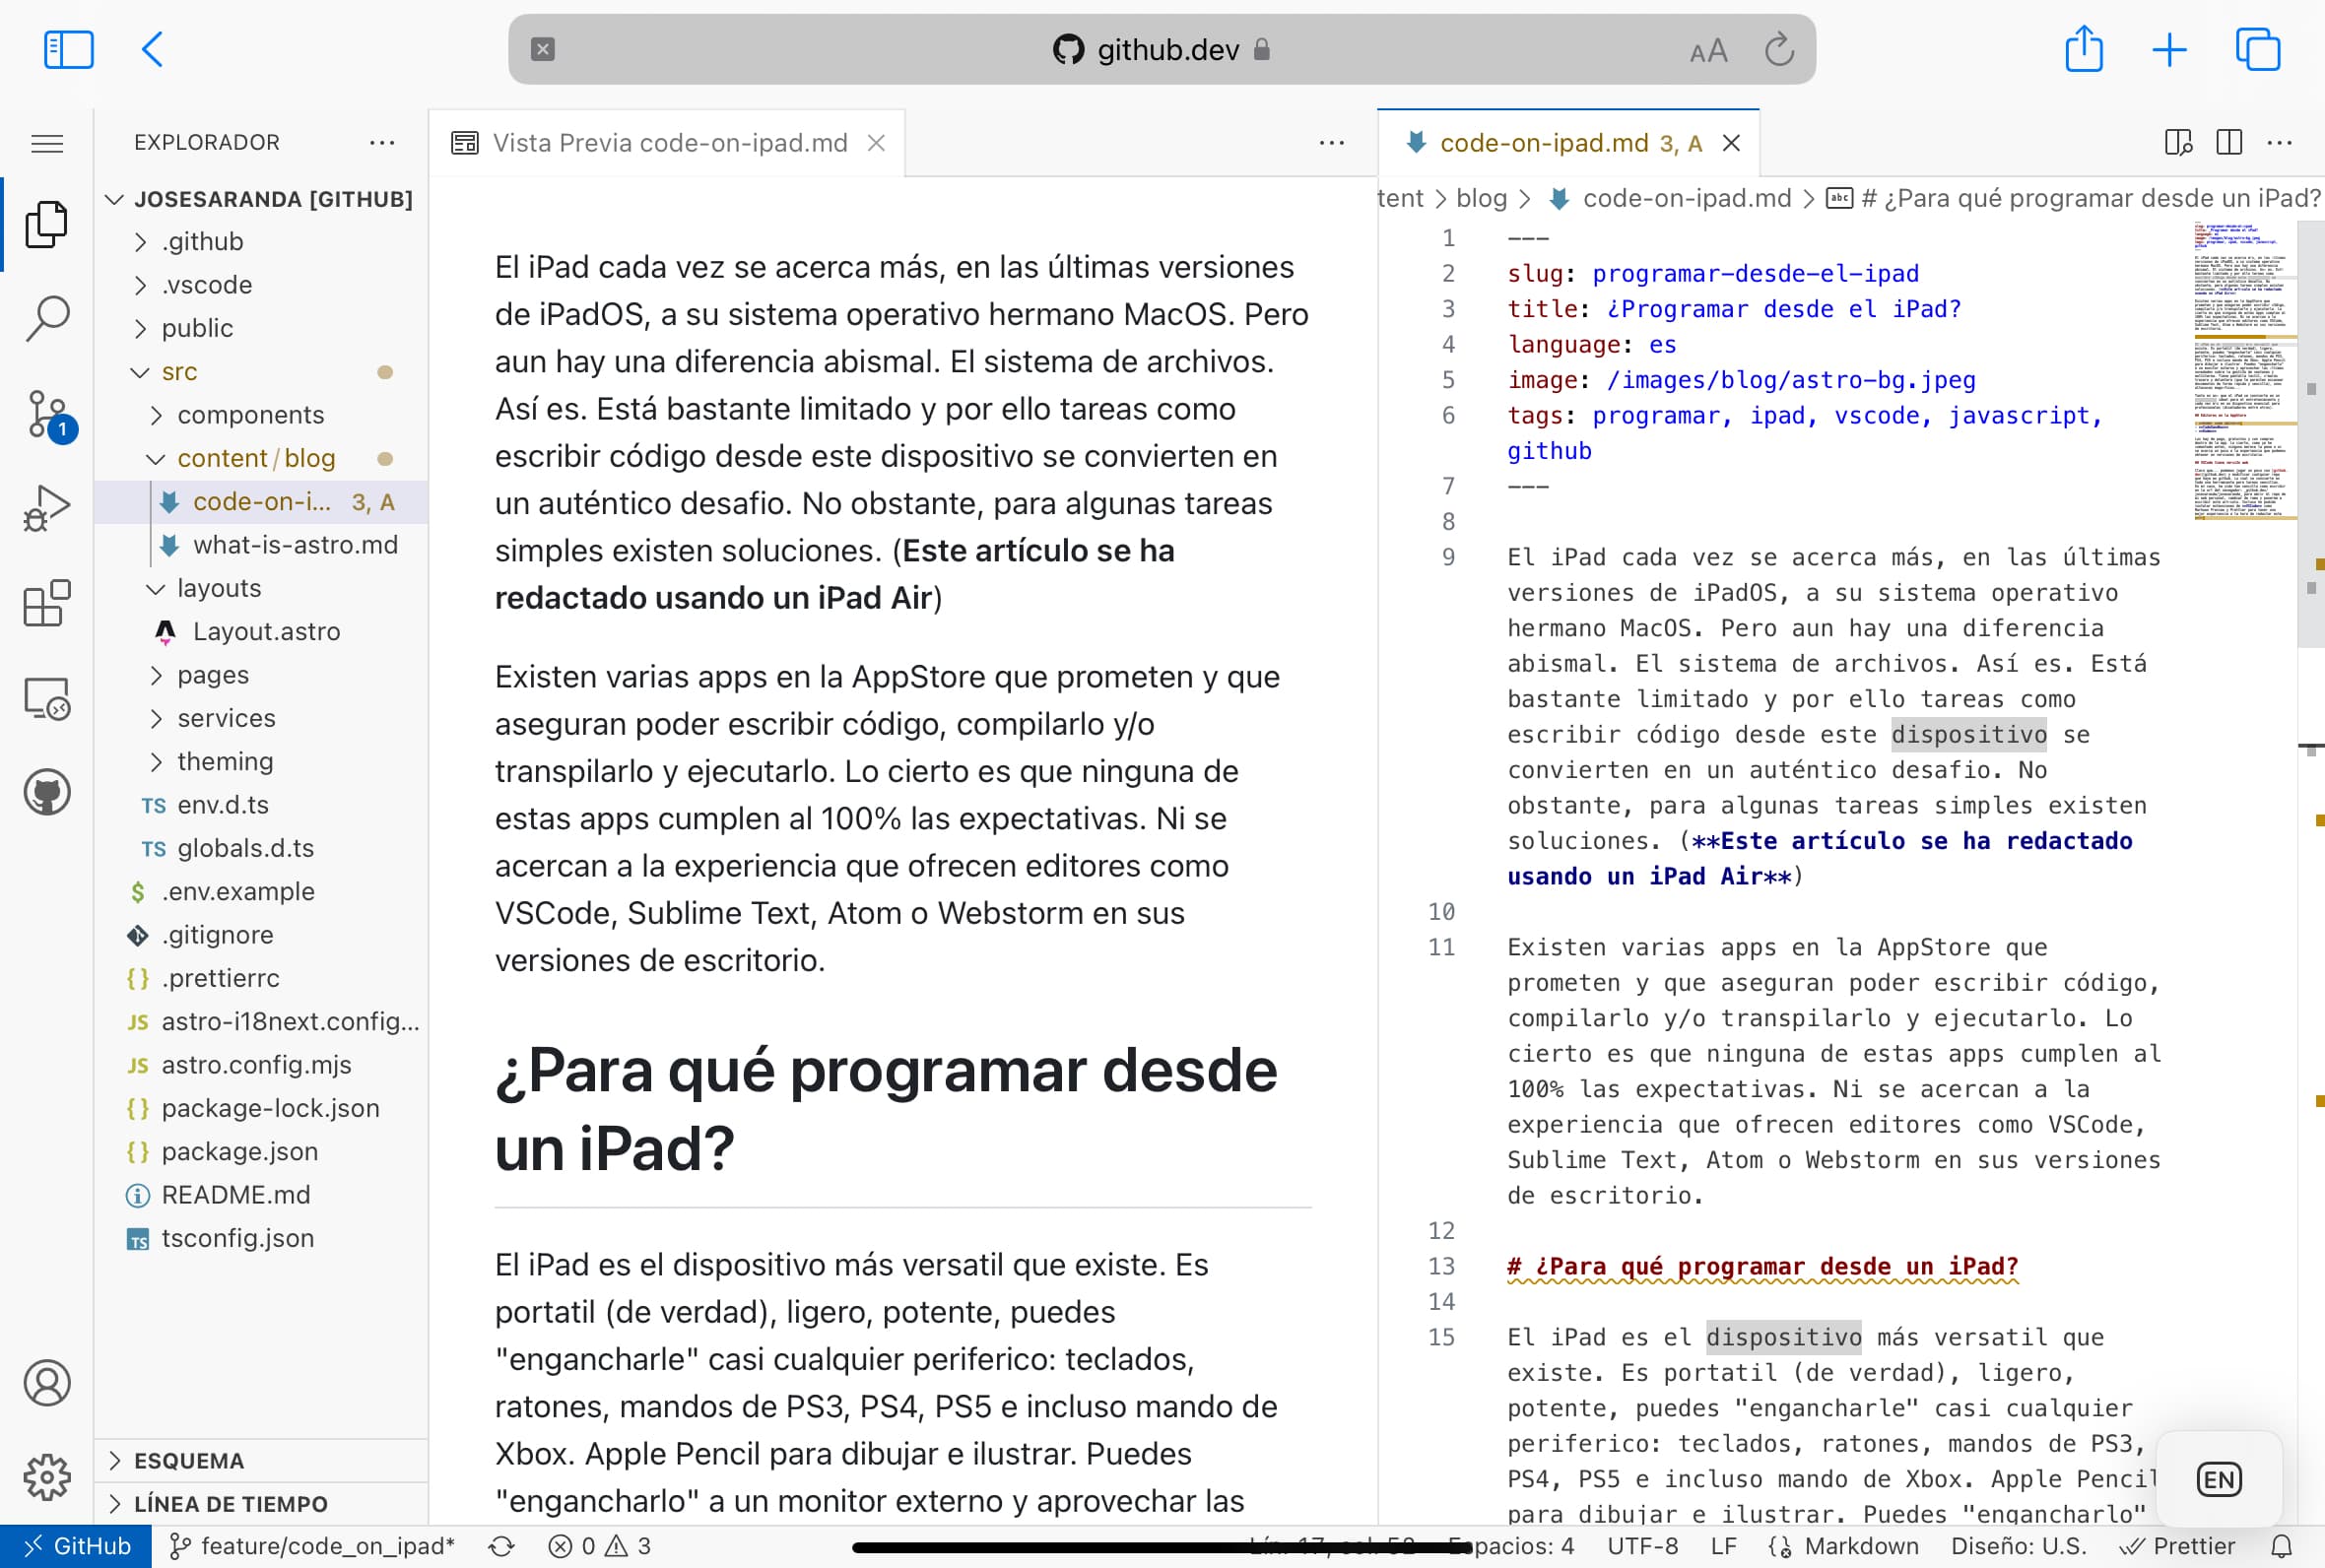 github.dev
AA
EXPLORADOR
JOSESARANDA [GITHUB]
.github
.vscode
public
src
components
content/blog
code-on-i... 3, A
what-is-astro.md
layouts
Layout.astro
pages
services
theming
TS env.d.ts
TS globals.d.ts
$ .env.example
.gitignore
{} .prettierrc
JS astro-i18next.config...
JS astro.config.mjs
{} package-lock.json
{} package.json
README.md
TS tsconfig.json
ESQUEMA
LÍNEA DE TIEMPO
1
Vista Previa code-on-ipad.md
El iPad cada vez se acerca más, en las últimas versiones
de iPadOS, a su sistema operativo hermano MacOS. Pero
aun hay una diferencia abismal. El sistema de archivos.
Así es. Está bastante limitado y por ello tareas como
escribir código desde este dispositivo se convierten en
un auténtico desafio. No obstante, para algunas tareas
simples existen soluciones. (Este artículo se ha
redactado usando un iPad Air)
Existen varias apps en la AppStore que prometen y que
aseguran poder escribir código, compilarlo y/o
transpilarlo y ejecutarlo. Lo cierto es que ninguna de
estas apps cumplen al 100% las expectativas. Ni se
acercan a la experiencia que ofrecen editores como
VSCode, Sublime Text, Atom o Webstorm en sus
versiones de escritorio.
¿Para qué programar desde
un iPad?
El iPad es el dispositivo más versatil que existe. Es
portatil (de verdad), ligero, potente, puedes
"engancharle" casi cualquier periferico: teclados,
ratones, mandos de PS3, PS4, PS5 e incluso mando de
Xbox. Apple Pencil para dibujar e ilustrar. Puedes
"engancharlo" a un monitor externo y aprovechar las
code-on-ipad.md 3, A
tent > blog > code-on-ipad.md > abc # ¿Para qué programar desde un iPad?
1 ---
2 slug: programar-desde-el-ipad
3 title: ¿Programar desde el iPad?
4 language: es
5 image: /images/blog/astro-bg.jpeg
6 tags: programar, ipad, vscode, javascript,
github
7 ---
8
9 El iPad cada vez se acerca más, en las últimas
versiones de iPadOS, a su sistema operativo
hermano MacOS. Pero aun hay una diferencia
abismal. El sistema de archivos. Así es. Está
bastante limitado y por ello tareas como
escribir código desde este dispositivo se
convierten en un auténtico desafio. No
obstante, para algunas tareas simples existen
soluciones. (**Este artículo se ha redactado
usando un iPad Air**)
10
11 Existen varias apps en la AppStore que
prometen y que aseguran poder escribir código,
compilarlo y/o transpilarlo y ejecutarlo. Lo
cierto es que ninguna de estas apps cumplen al
100% las expectativas. Ni se acercan a la
experiencia que ofrecen editores como VSCode,
Sublime Text, Atom o Webstorm en sus versiones
de escritorio.
12
13 # ¿Para qué programar desde un iPad?
14
15 El iPad es el dispositivo más versatil que
existe. Es portatil (de verdad), ligero,
potente, puedes "engancharle" casi cualquier
periferico: teclados, ratones, mandos de PS3,
PS4, PS5 e incluso mando de Xbox. Apple Pencil
para dibujar e ilustrar. Puedes "engancharlo"
EN
GitHub
feature/code_on_ipad*
0
3
Espacios: 4
UTF-8
LF
Markdown
Diseño: U.S.
Prettier